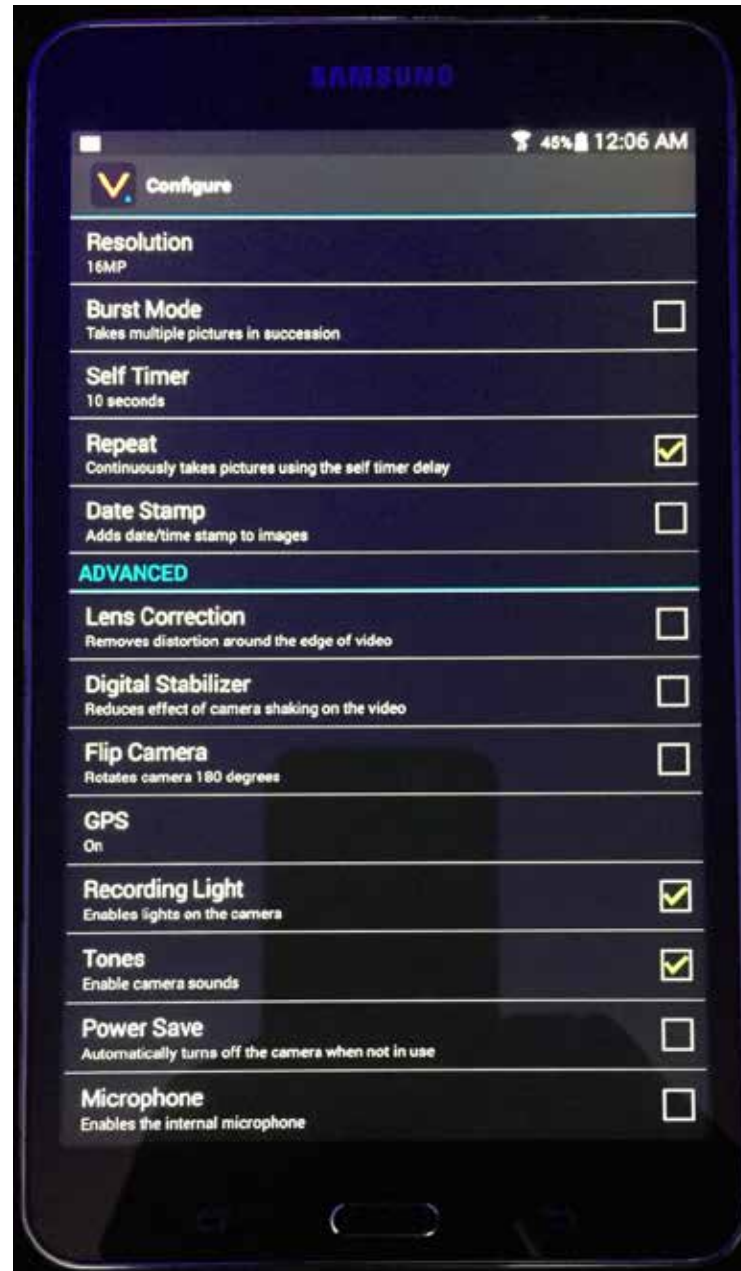 SAMSUNG
45% 12:06 AM
Configure
Resolution
16MP
Burst Mode
Takes multiple pictures in succession
Self Timer
10 seconds
Repeat
Continuously takes pictures using the self timer delay
Date Stamp
Adds date/time stamp to images
ADVANCED
Lens Correction
Removes distortion around the edge of video
Digital Stabilizer
Reduces effect of camera shaking on the video
Flip Camera
Rotates camera 180 degrees
GPS
On
Recording Light
Enables lights on the camera
Tones
Enable camera sounds
Power Save
Automatically turns off the camera when not in use
Microphone
Enables the internal microphone